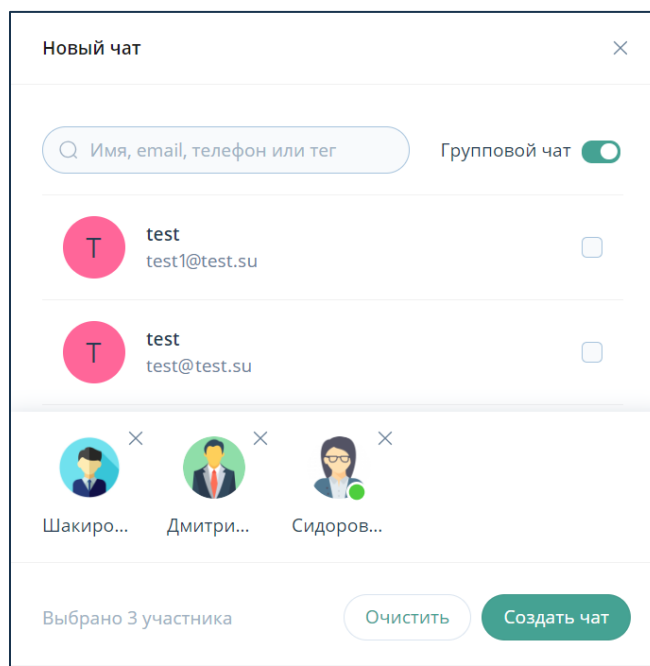 Новый чат
Имя, email, телефон или тег
Групповой чат
T
test
test1@test.su
T
test
test@test.su
Шакиро...
Дмитри...
Сидоров...
Выбрано 3 участника
Очистить
Создать чат